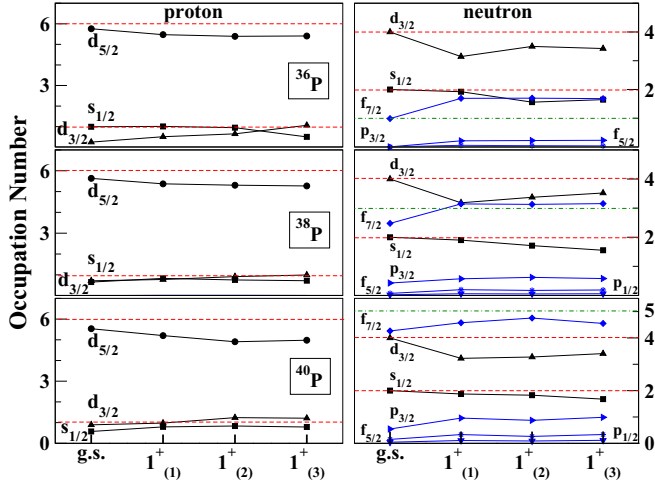 proton
neutron
Occupation Number
6
3
d5/2
36P
s1/2
d3/2
d3/2
4
s1/2
2
f7/2
p3/2
f5/2
6
3
d5/2
38P
s1/2
d3/2
d3/2
4
f7/2
s1/2
2
p3/2
f5/2
p1/2
6
3
0
d5/2
40P
d3/2
s1/2
5
f7/2
4
d3/2
s1/2
2
p3/2
f5/2
p1/2
0
g.s. 1+(1) 1+(2) 1+(3)
g.s. 1+(1) 1+(2) 1+(3)